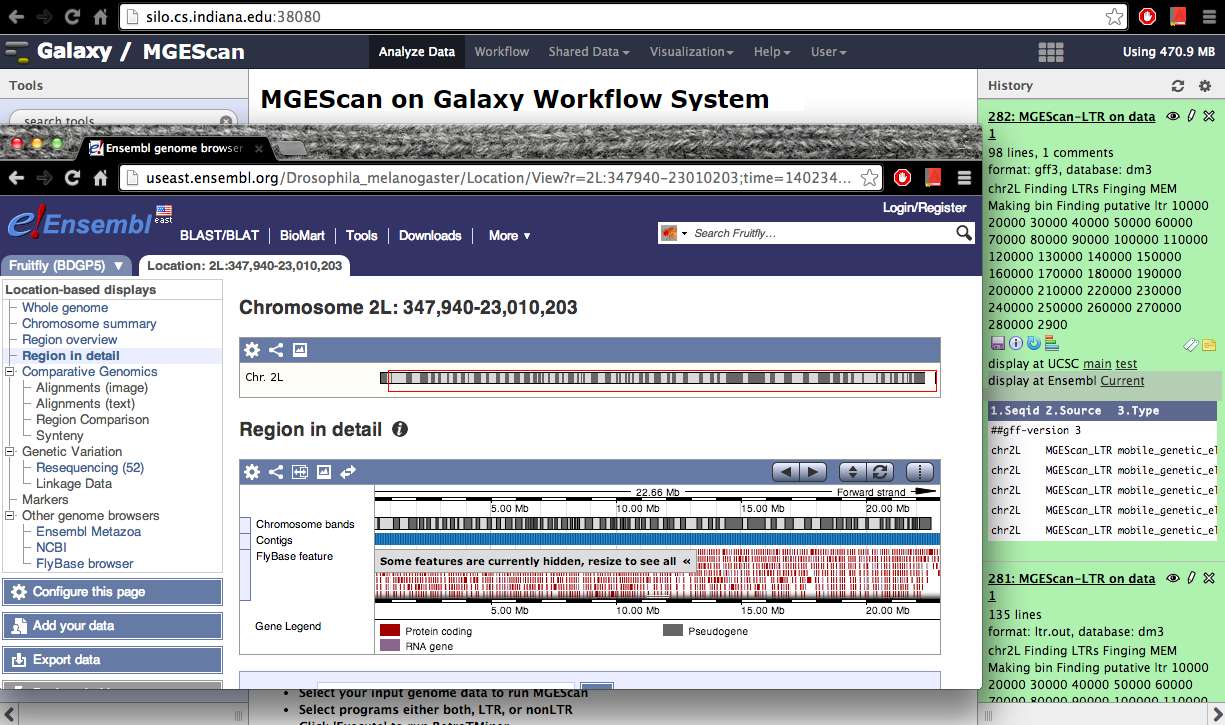 silo.cs.indiana.edu:38080
Galaxy / MGEScan
Analyze Data
Workflow
Shared Data
Visualization
Help
User
Using 470.9 MB
Tools
search tools
MGEScan on Galaxy Workflow System
Ensembl genome browser
useast.ensembl.org/Drosophila_melanogaster/Location/View?r=2L:347940-23010203;time=140234...
Login/Register
e!Ensembl east
BLAST/BLAT
BioMart
Tools
Downloads
More ▼
Search Fruitfly...
Fruitfly (BDGP5) ▼
Location: 2L:347,940-23,010,203
Location-based displays
Whole genome
Chromosome summary
Region overview
Region in detail
Comparative Genomics
Alignments (image)
Alignments (text)
Region Comparison
Synteny
Genetic Variation
Resequencing (52)
Linkage Data
Markers
Other genome browsers
Ensembl Metazoa
NCBI
FlyBase browser
Configure this page
Add your data
Export data
Chromosome 2L: 347,940-23,010,203
Chr. 2L
Region in detail
22.66 Mb
Forward strand
5.00 Mb 10.00 Mb 15.00 Mb 20.00 Mb
Chromosome bands
Contigs
FlyBase feature
Some features are currently hidden, resize to see all «
5.00 Mb 10.00 Mb 15.00 Mb 20.00 Mb
Gene Legend
Protein coding
Pseudogene
RNA gene
• Select your input genome data to run MGEScan
• Select programs either both, LTR, or nonLTR
History
282: MGEScan-LTR on data
1
98 lines, 1 comments
format: gff3, database: dm3
chr2L Finding LTRs Finging MEM
Making bin Finding putative ltr 10000
20000 30000 40000 50000 60000
70000 80000 90000 100000 110000
120000 130000 140000 150000
160000 170000 180000 190000
200000 210000 220000 230000
240000 250000 260000 270000
280000 2900
display at UCSC main test
display at Ensembl Current
1.Seqid 2.Source 3.Type
##gff-version 3
chr2L MGEScan_LTR mobile_genetic_el
chr2L MGEScan_LTR mobile_genetic_el
chr2L MGEScan_LTR mobile_genetic_el
chr2L MGEScan_LTR mobile_genetic_el
chr2L MGEScan_LTR mobile_genetic_el
281: MGEScan-LTR on data
1
135 lines
format: ltr.out, database: dm3
chr2L Finding LTRs Finging MEM
Making bin Finding putative ltr 10000
20000 30000 40000 50000 60000
70000 80000 90000 100000 110000